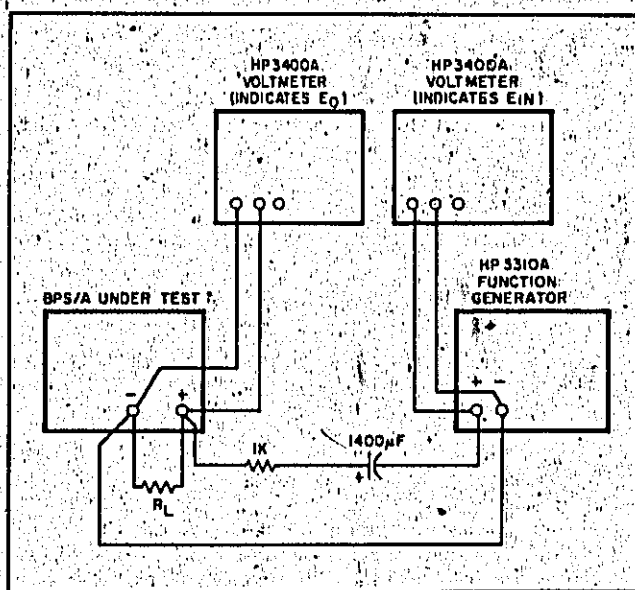 HP3400A
VOLTMETER
(INDICATES EO)
HP3400A
VOLTMETER
(INDICATES EIN)
HP 3310A
FUNCTION
GENERATOR
BPS/A UNDER TEST
- +
+ -
1K
1400µF
+
RL